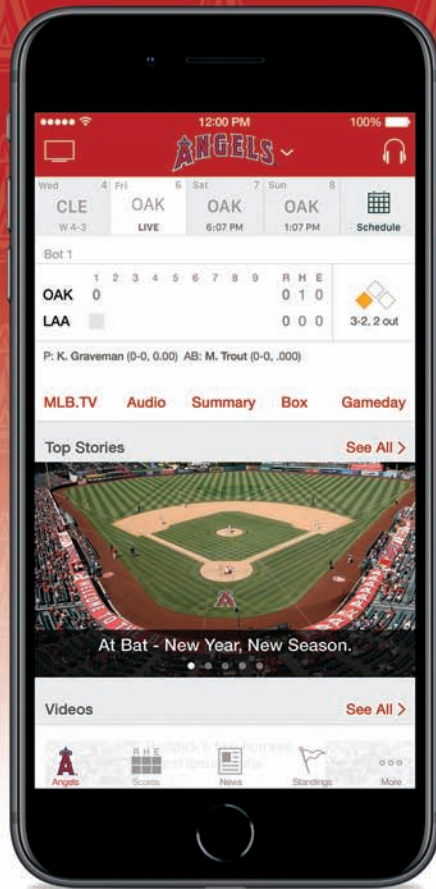 12:00 PM
100%
ANGELS
Wed 4 Fri 6 Sat 7 Sun 8
CLE OAK OAK OAK
W 4-3 LIVE 6:07 PM 1:07 PM Schedule
Bot 1
1 2 3 4 5 6 7 8 9 R H E
OAK 0 0 1 0
LAA 0 0 0 3-2, 2 out
P: K. Graveman (0-0, 0.00) AB: M. Trout (0-0, .000)
MLB.TV Audio Summary Box Gameday
Top Stories See All >
A
At Bat - New Year, New Season.
Videos See All >
R H E
A
Angels Scores News Standings More